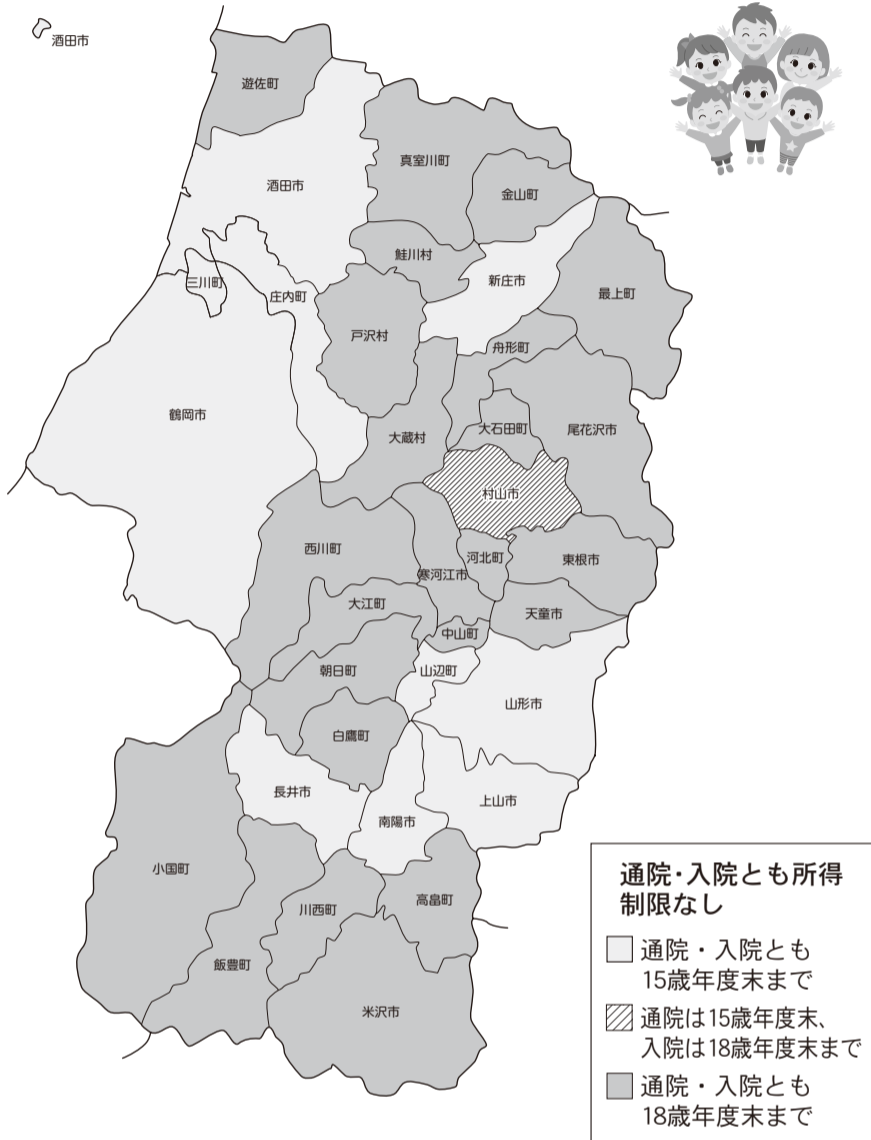 酒田市
遊佐町
真室川町
酒田市
金山町
鮭川村
三川町
庄内町
新庄市
最上町
戸沢村
舟形町
鶴岡市
大蔵村
大石田町
尾花沢市
村山市
西川町
寒河江市
河北町
東根市
大江町
天童市
中山町
朝日町
山辺町
山形市
白鷹町
長井市
南陽市
上山市
小国町
川西町
高畠町
飯豊町
米沢市
通院・入院とも所得
制限なし
通院・入院とも
15歳年度末まで
通院は15歳年度末、
入院は18歳年度末まで
通院・入院とも
18歳年度末まで